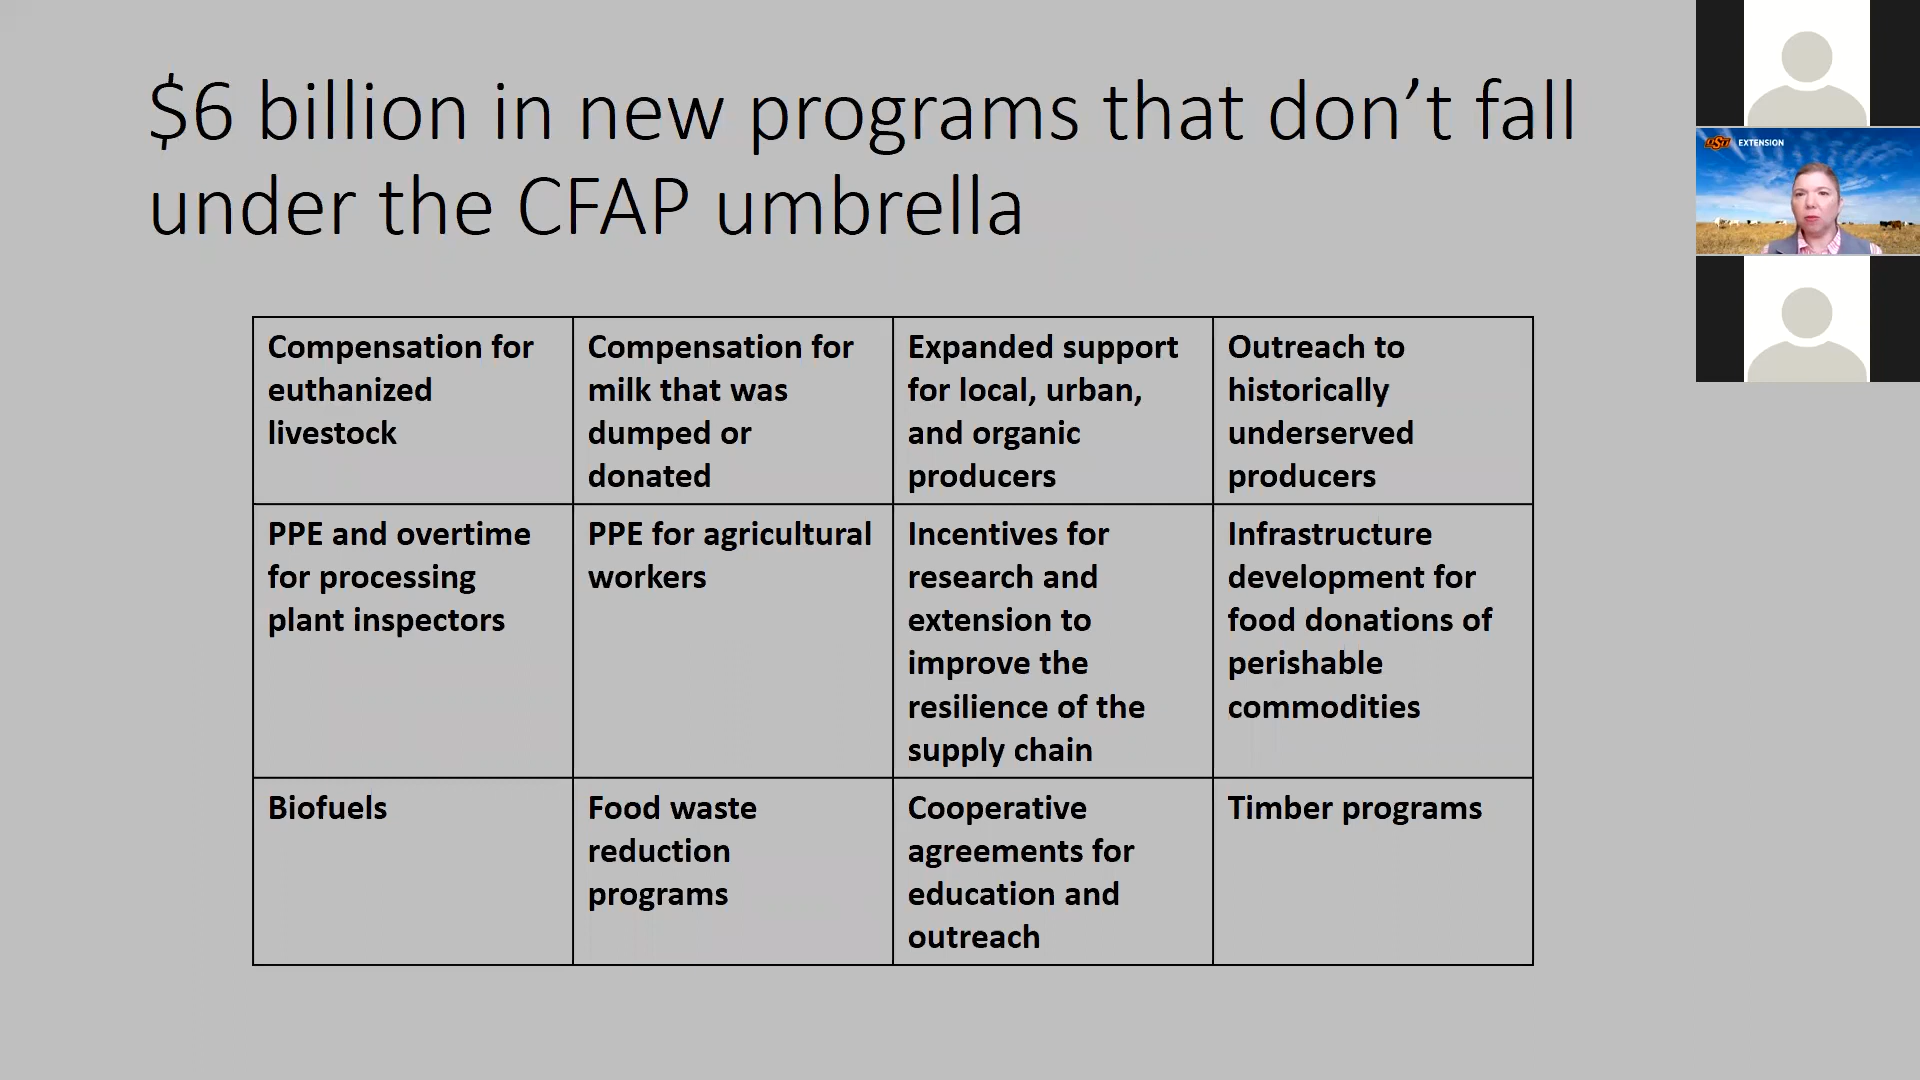 $6 billion in new programs that don’t fall
under the CFAP umbrella
Compensation for
euthanized
livestock
Compensation for
milk that was
dumped or
donated
Expanded support
for local, urban,
and organic
producers
Outreach to
historically
underserved
producers
PPE and overtime
for processing
plant inspectors
PPE for agricultural
workers
Incentives for
research and
extension to
improve the
resilience of the
supply chain
Infrastructure
development for
food donations of
perishable
commodities
Biofuels
Food waste
reduction
programs
Cooperative
agreements for
education and
outreach
Timber programs
OSU EXTENSION